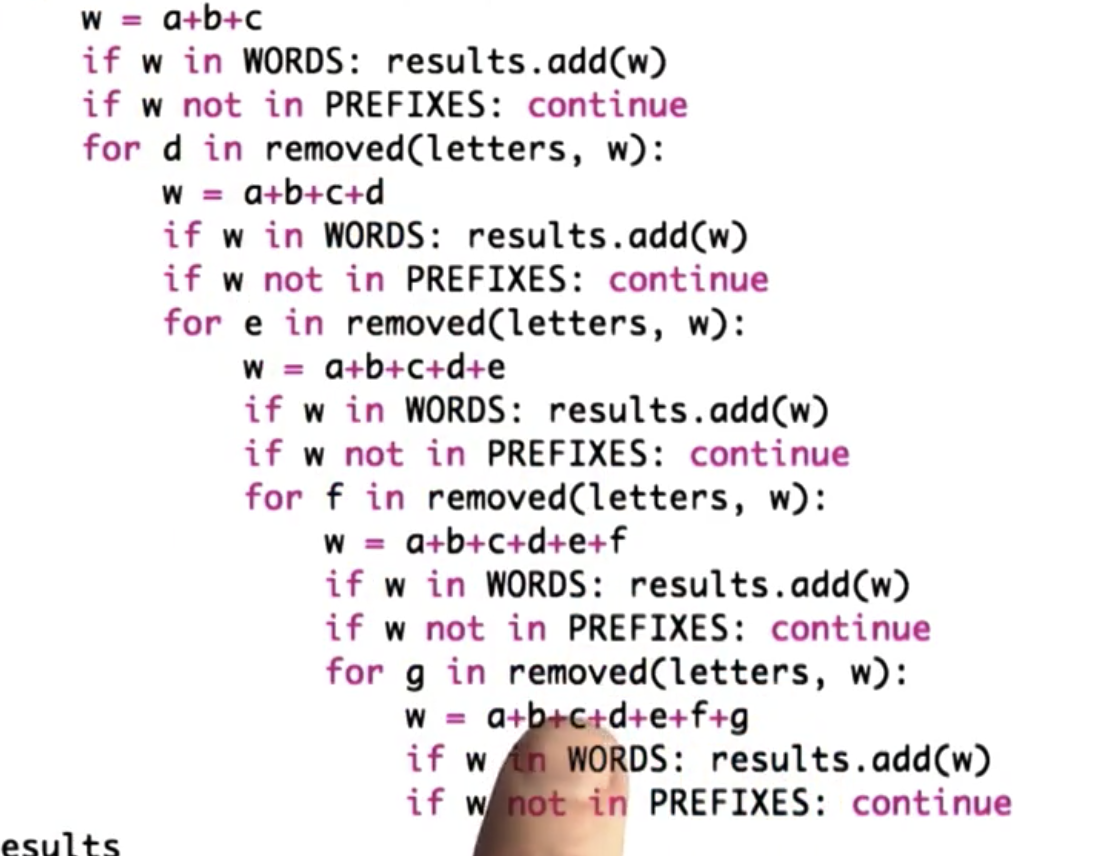 w = a+b+c
if w in WORDS: results.add(w)
if w not in PREFIXES: continue
for d in removed(letters, w):
w = a+b+c+d
if w in WORDS: results.add(w)
if w not in PREFIXES: continue
for e in removed(letters, w):
w = a+b+c+d+e
if w in WORDS: results.add(w)
if w not in PREFIXES: continue
for f in removed(letters, w):
w = a+b+c+d+e+f
if w in WORDS: results.add(w)
if w not in PREFIXES: continue
for g in removed(letters, w):
w = a+b+c+d+e+f+g
if w in WORDS: results.add(w)
if w not in PREFIXES: continue
esults